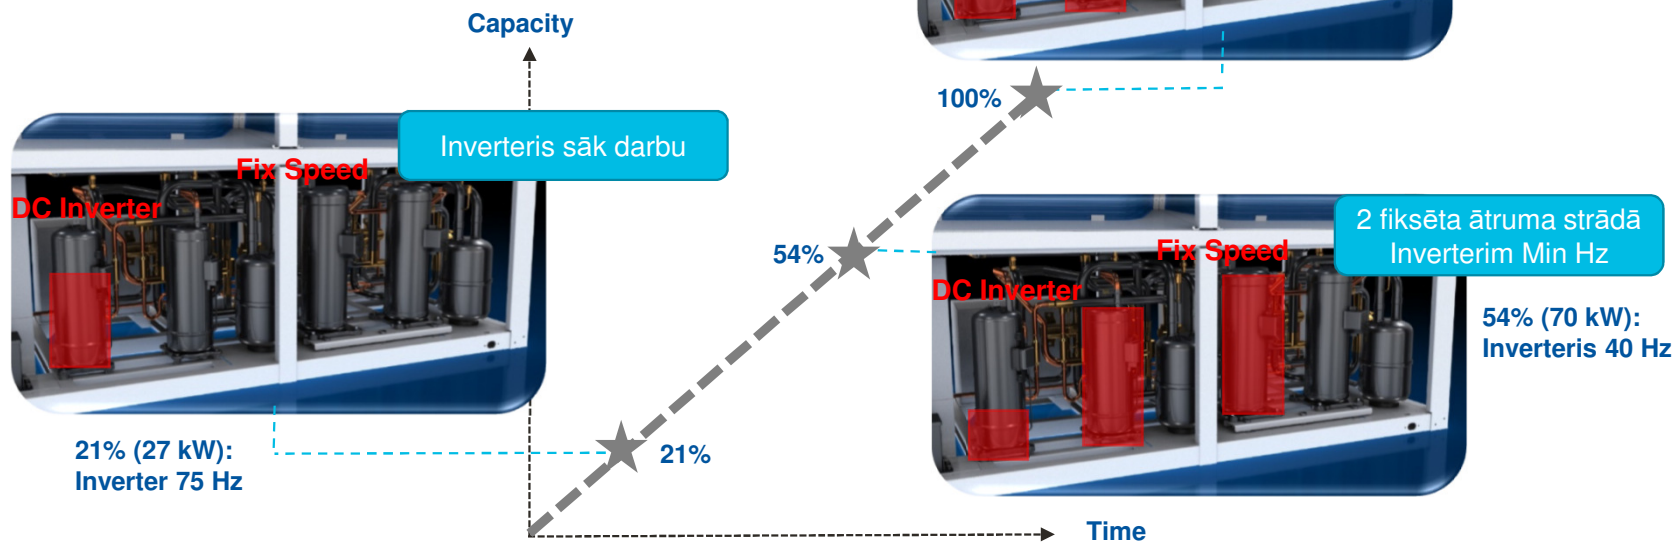 Capacity
100%
Inverteris sāk darbu
Fix Speed
DC Inverter
2 fiksēta ātruma strādā
Inverterim Min Hz
54%
Fix Speed
DC Inverter
54% (70 kW):
Inverteris 40 Hz
21% (27 kW):
Inverter 75 Hz
21%
Time